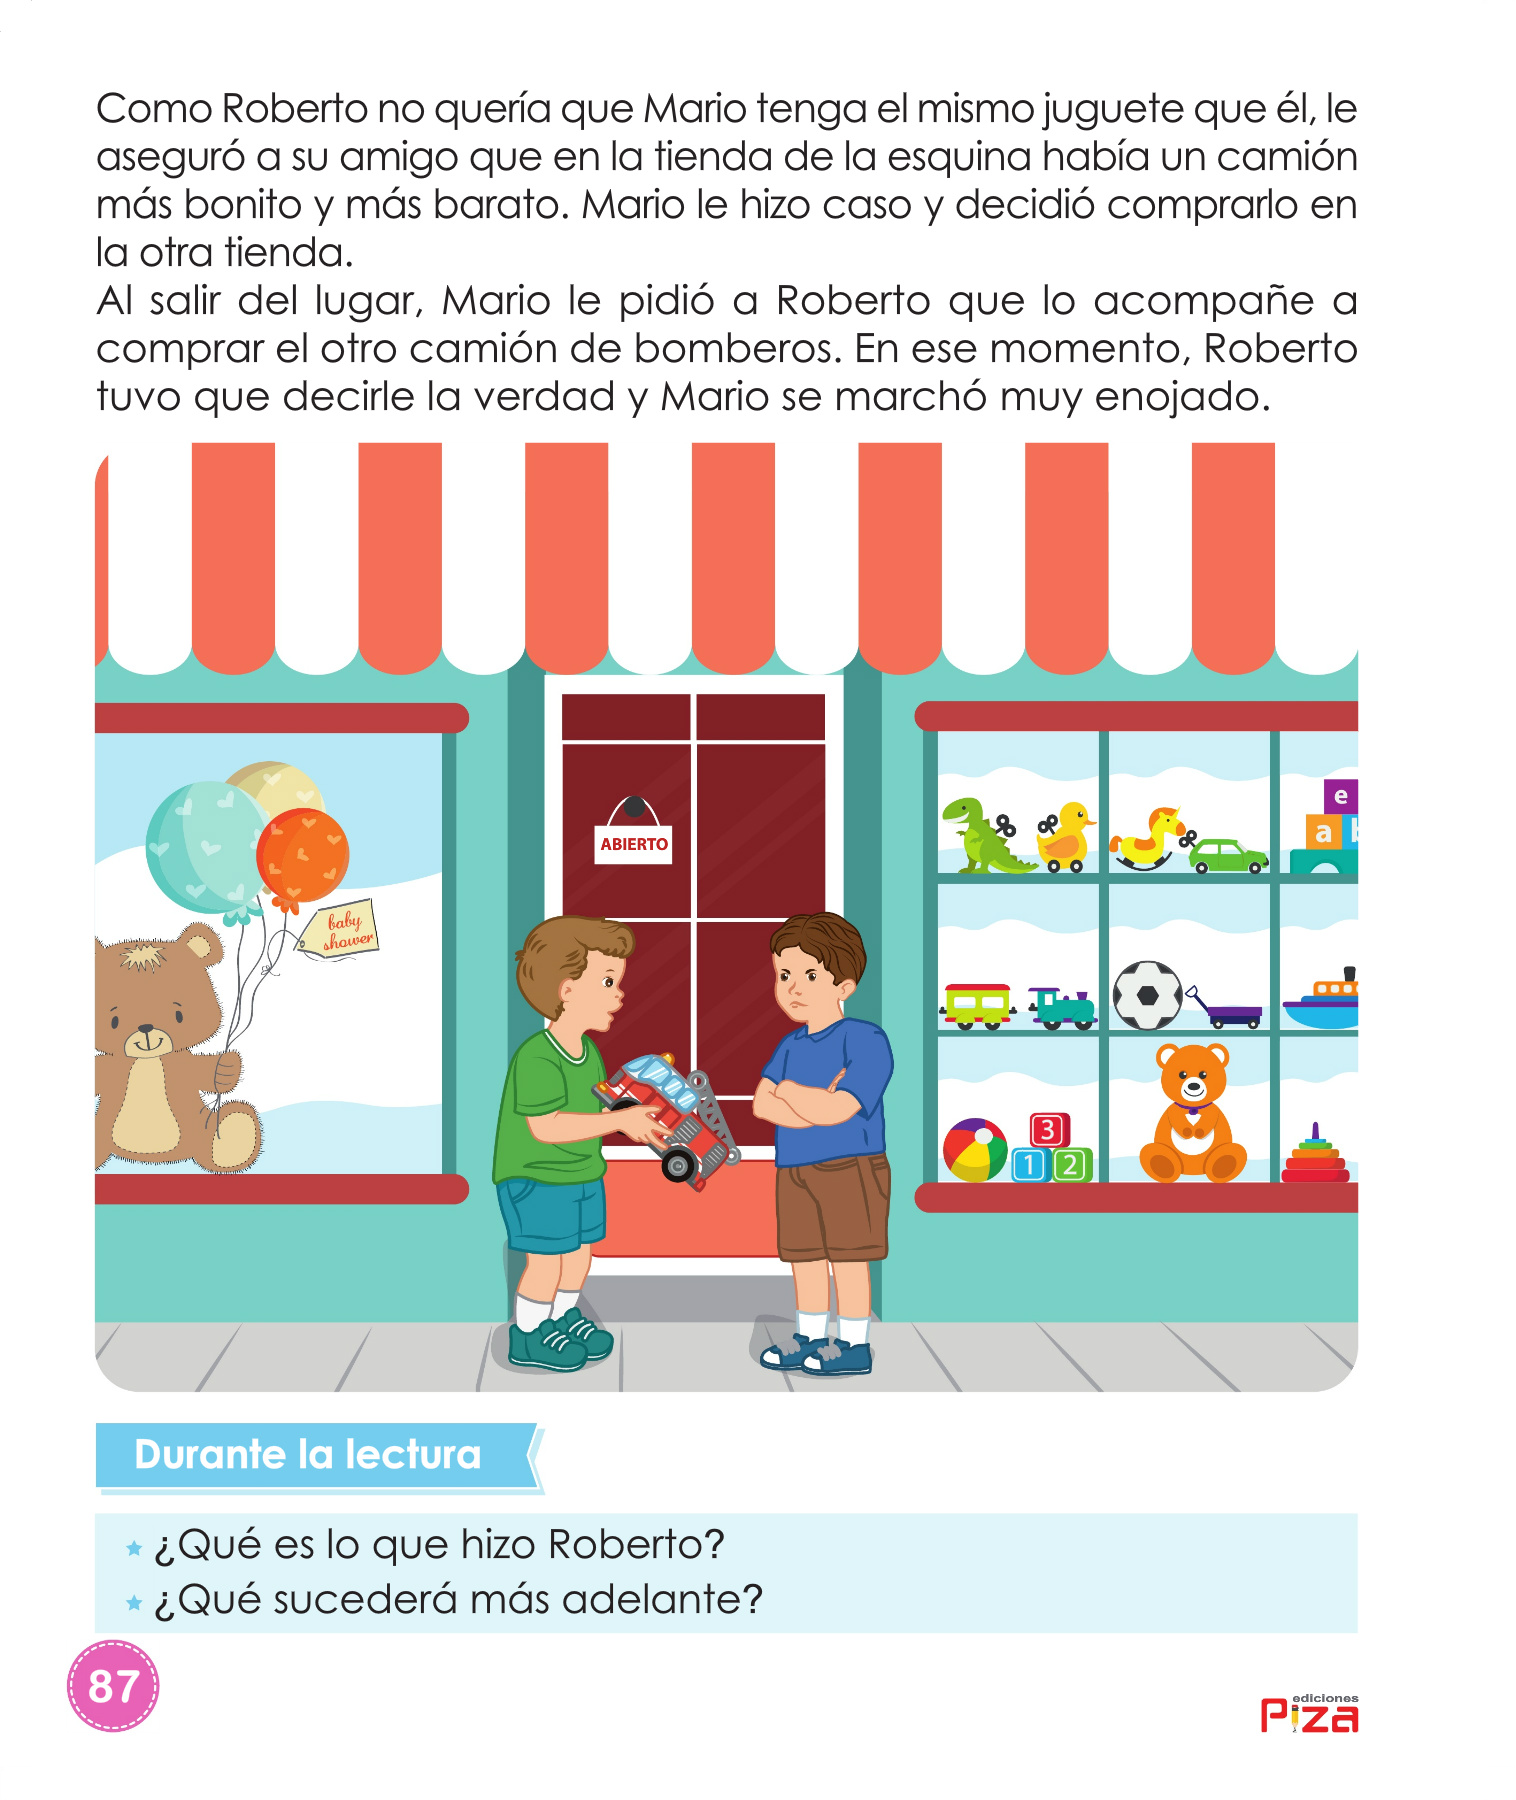 Como Roberto no quería que Mario tenga el mismo juguete que él, le
aseguró a su amigo que en la tienda de la esquina había un camión
más bonito y más barato. Mario le hizo caso y decidió comprarlo en
la otra tienda.
Al salir del lugar, Mario le pidió a Roberto que lo acompañe a
comprar el otro camión de bomberos. En ese momento, Roberto
tuvo que decirle la verdad y Mario se marchó muy enojado.
ABIERTO
baby
shower
e
a b
3
1 2
Durante la lectura
¿Qué es lo que hizo Roberto?
¿Qué sucederá más adelante?
87
ediciones
Piza